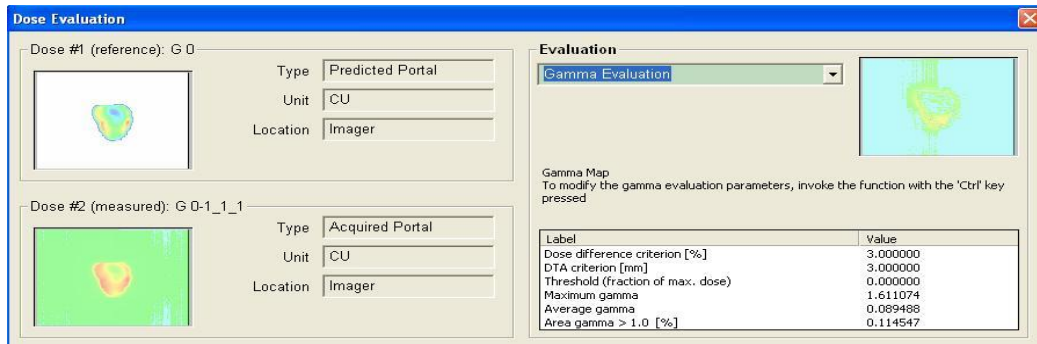 Dose Evaluation
Dose #1 (reference): G 0
Type Predicted Portal
Unit CU
Location Imager
Dose #2 (measured): G 0-1_1_1
Type Acquired Portal
Unit CU
Location Imager
Evaluation
Gamma Evaluation
Gamma Map
To modify the gamma evaluation parameters, invoke the function with the 'Ctrl' key
pressed
Label Value
Dose difference criterion [%] 3.000000
DTA criterion [mm] 3.000000
Threshold (fraction of max. dose) 0.000000
Maximum gamma 1.611074
Average gamma 0.089488
Area gamma > 1.0 [%] 0.114547